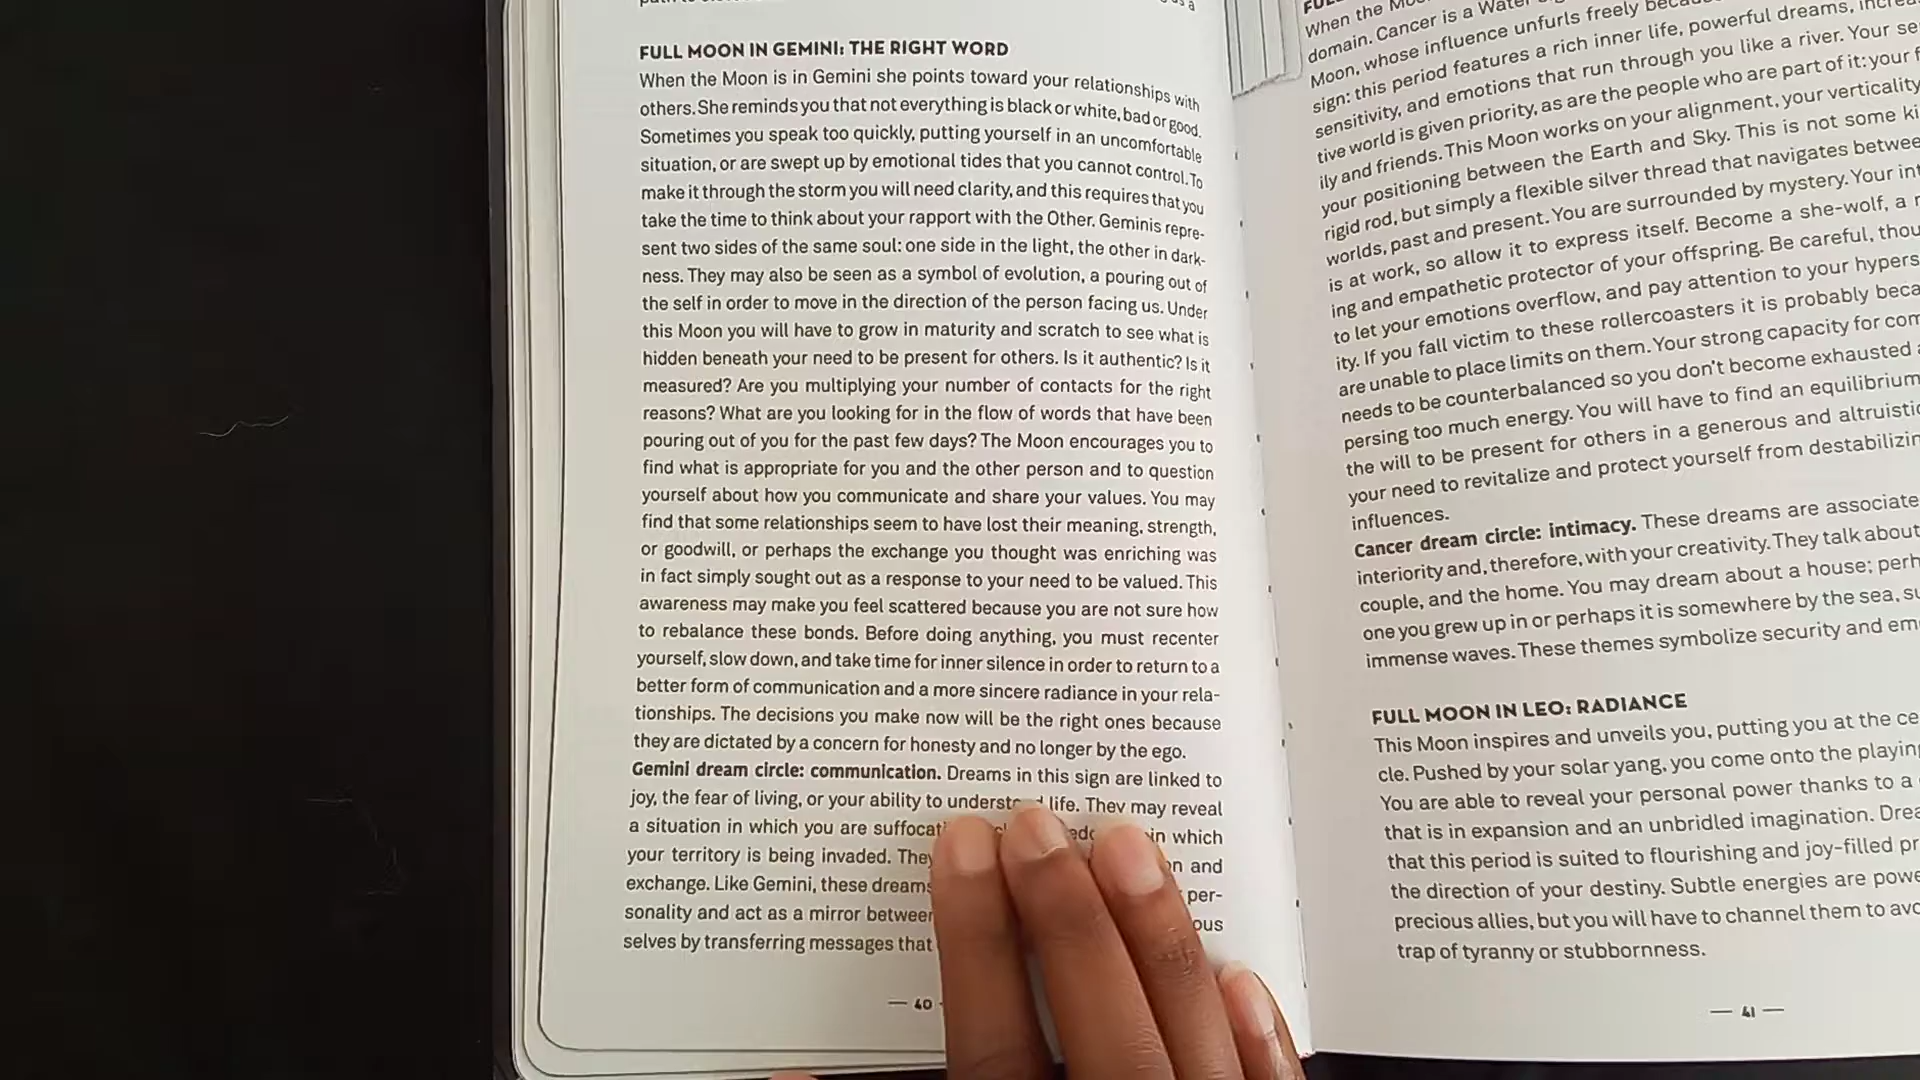 FULL MOON IN GEMINI: THE RIGHT WORD
When the Moon is in Gemini she points toward your relationships with
others. She reminds you that not everything is black or white, bad or good.
Sometimes you speak too quickly, putting yourself in an uncomfortable
situation, or are swept up by emotional tides that you cannot control. To
make it through the storm you will need clarity, and this requires that you
take the time to think about your rapport with the Other. Geminis repre-
sent two sides of the same soul: one side in the light, the other in dark-
ness. They may also be seen as a symbol of evolution, a pouring out of
the self in order to move in the direction of the person facing us. Under
this Moon you will have to grow in maturity and scratch to see what is
hidden beneath your need to be present for others. Is it authentic? Is it
measured? Are you multiplying your number of contacts for the right
reasons? What are you looking for in the flow of words that have been
pouring out of you for the past few days? The Moon encourages you to
find what is appropriate for you and the other person and to question
yourself about how you communicate and share your values. You may
find that some relationships seem to have lost their meaning, strength,
or goodwill, or perhaps the exchange you thought was enriching was
in fact simply sought out as a response to your need to be valued. This
awareness may make you feel scattered because you are not sure how
to rebalance these bonds. Before doing anything, you must recenter
yourself, slow down, and take time for inner silence in order to return to a
better form of communication and a more sincere radiance in your rela-
tionships. The decisions you make now will be the right ones because
they are dictated by a concern for honesty and no longer by the ego.
Gemini dream circle: communication. Dreams in this sign are linked to
joy, the fear of living, or your ability to life. They may reveal
a situation in which you are in which
your territory is being invaded. They and
exchange. Like Gemini, these dreams per-
sonality and act as a mirror between
selves by transferring messages that
40
When the
domain. Cancer is a Water
Moon, whose influence unfurls freely
sign: this period features a rich inner life, powerful dreams,
sensitivity, and emotions that run through you like a river. Your
tive world is given priority, as are the people who are part of it: your
ily and friends. This Moon works on your alignment, your verticality
your positioning between the Earth and Sky. This is not some
rigid rod, but simply a flexible silver thread that navigates
worlds, past and present. You are surrounded by mystery. Your
is at work, so allow it to express itself. Become a she-wolf, a
ing and empathetic protector of your offspring. Be careful,
to let your emotions overflow, and pay attention to your
ity. If you fall victim to these rollercoasters it is probably
are unable to place limits on them. Your strong capacity for
needs to be counterbalanced so you don't become exhausted
persing too much energy. You will have to find an equilibrium
the will to be present for others in a generous and
your need to revitalize and protect yourself from
influences.
Cancer dream circle: intimacy. These dreams are
interiority and, therefore, with your creativity. They talk about
couple, and the home. You may dream about a house;
one you grew up in or perhaps it is somewhere by the sea,
immense waves. These themes symbolize security and
FULL MOON IN LEO: RADIANCE
This Moon inspires and unveils you, putting you at the
cle. Pushed by your solar yang, you come onto the
You are able to reveal your personal power thanks to a
that is in expansion and an unbridled imagination.
that this period is suited to flourishing and joy-filled
the direction of your destiny. Subtle energies are
precious allies, but you will have to channel them to
trap of tyranny or stubbornness.
41